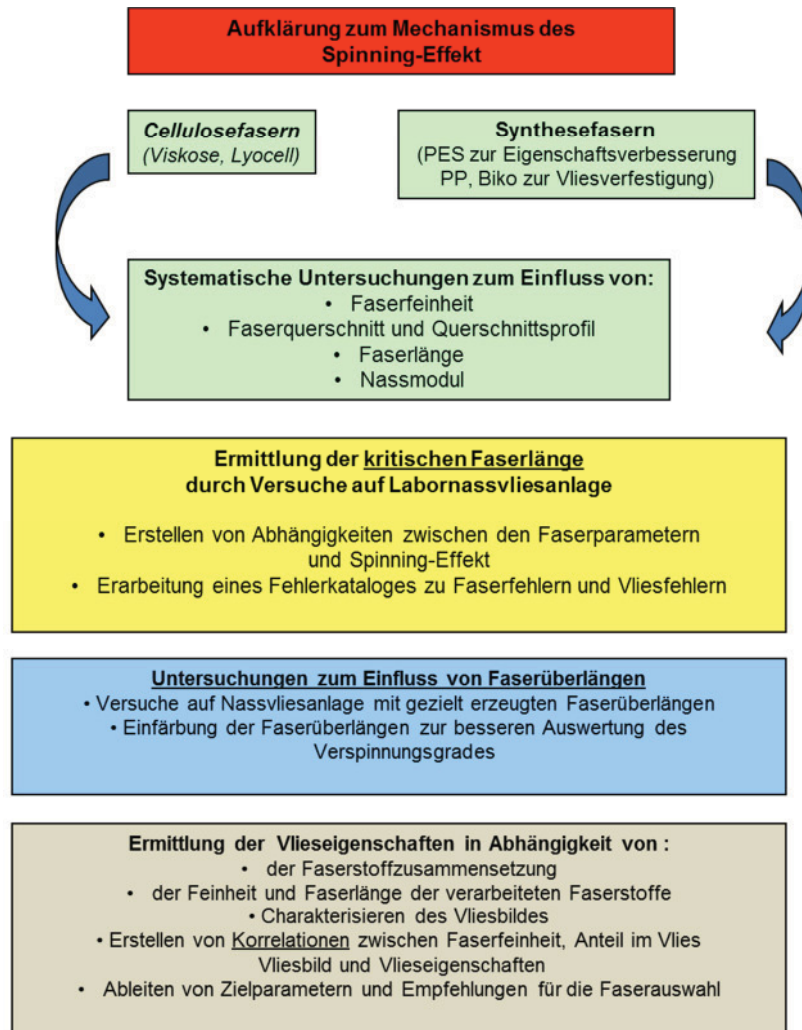 Aufklärung zum Mechanismus des
Spinning-Effekt
Cellulosefasern
(Viskose, Lyocell)
Synthesefasern
(PES zur Eigenschaftsverbesserung
PP, Biko zur Vliesverfestigung)
Systematische Untersuchungen zum Einfluss von:
• Faserfeinheit
• Faserquerschnitt und Querschnittsprofil
• Faserlänge
• Nassmodul
Ermittlung der kritischen Faserlänge
durch Versuche auf Labornassvliesanlage
• Erstellen von Abhängigkeiten zwischen den Faserparametern
und Spinning-Effekt
• Erarbeitung eines Fehlerkataloges zu Faserfehlern und Vliesfehlern
Untersuchungen zum Einfluss von Faserüberlängen
• Versuche auf Nassvliesanlage mit gezielt erzeugten Faserüberlängen
• Einfärbung der Faserüberlängen zur besseren Auswertung des
Verspinnungsgrades
Ermittlung der Vlieseigenschaften in Abhängigkeit von :
• der Faserstoffzusammensetzung
• der Feinheit und Faserlänge der verarbeiteten Faserstoffe
• Charakterisieren des Vliesbildes
• Erstellen von Korrelationen zwischen Faserfeinheit, Anteil im Vlies
Vliesbild und Vlieseigenschaften
• Ableiten von Zielparametern und Empfehlungen für die Faserauswahl